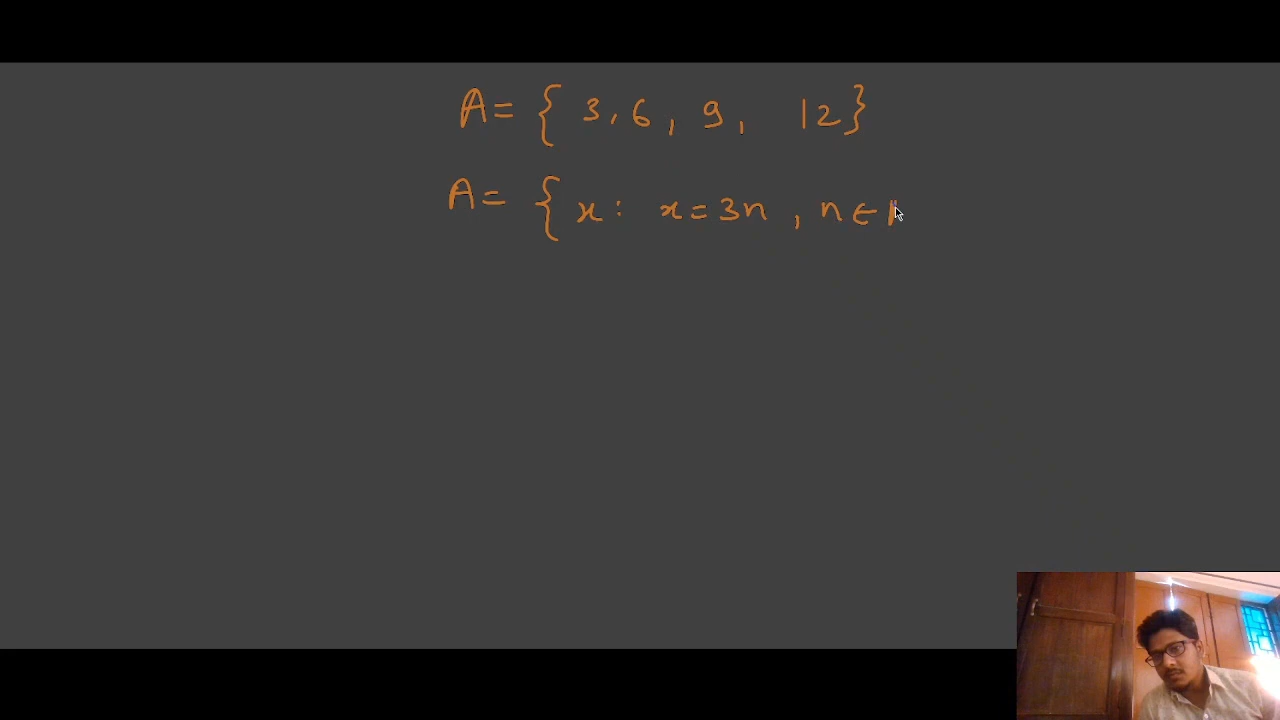 A = { 3, 6, 9, 12}
A = { x : x = 3n , n ∈